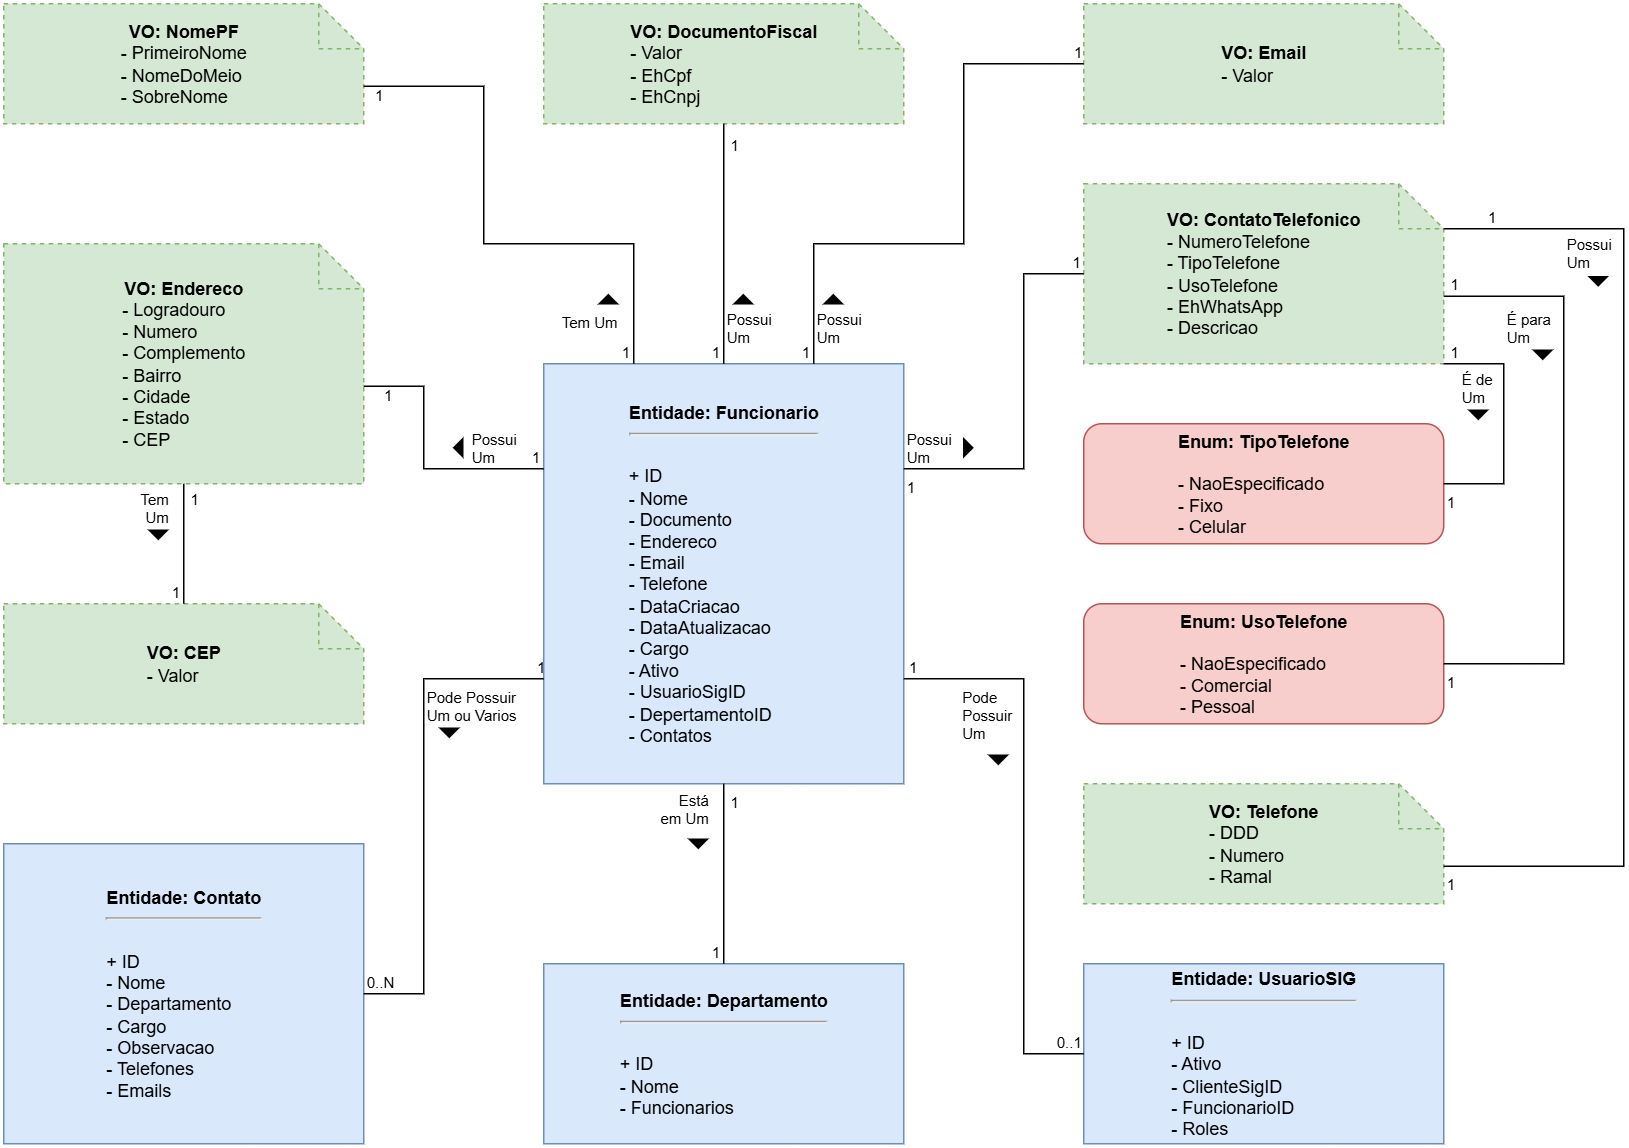 VO: NomePF
- PrimeiroNome
- NomeDoMeio
- SobreNome
1
VO: DocumentoFiscal
- Valor
- EhCpf
- EhCnpj
1
VO: Email
- Valor
1
VO: ContatoTelefonico
- NumeroTelefone
- TipoTelefone
- UsoTelefone
- EhWhatsApp
- Descricao
1
1
Possui
Um
1
É para
Um
1
É de
Um
VO: Endereco
- Logradouro
- Numero
- Complemento
- Bairro
- Cidade
- Estado
- CEP
1
Tem Um
1
Possui
Um
1
Possui
Um
1
Possui
Um
1
Entidade: Funcionario
+ ID
- Nome
- Documento
- Endereco
- Email
- Telefone
- DataCriacao
- DataAtualizacao
- Cargo
- Ativo
- UsuarioSigID
- DepertamentoID
- Contatos
Possui
Um
1
Enum: TipoTelefone
- NaoEspecificado
- Fixo
- Celular
1
Tem
Um
1
1
VO: CEP
- Valor
Enum: UsoTelefone
- NaoEspecificado
- Comercial
- Pessoal
1
1
Pode Possuir
Um ou Varios
1
Pode
Possuir
Um
Está
em Um
1
VO: Telefone
- DDD
- Numero
- Ramal
1
Entidade: Contato
+ ID
- Nome
- Departamento
- Cargo
- Observacao
- Telefones
- Emails
0..N
1
Entidade: Departamento
+ ID
- Nome
- Funcionarios
0..1
Entidade: UsuarioSIG
+ ID
- Ativo
- ClienteSigID
- FuncionarioID
- Roles